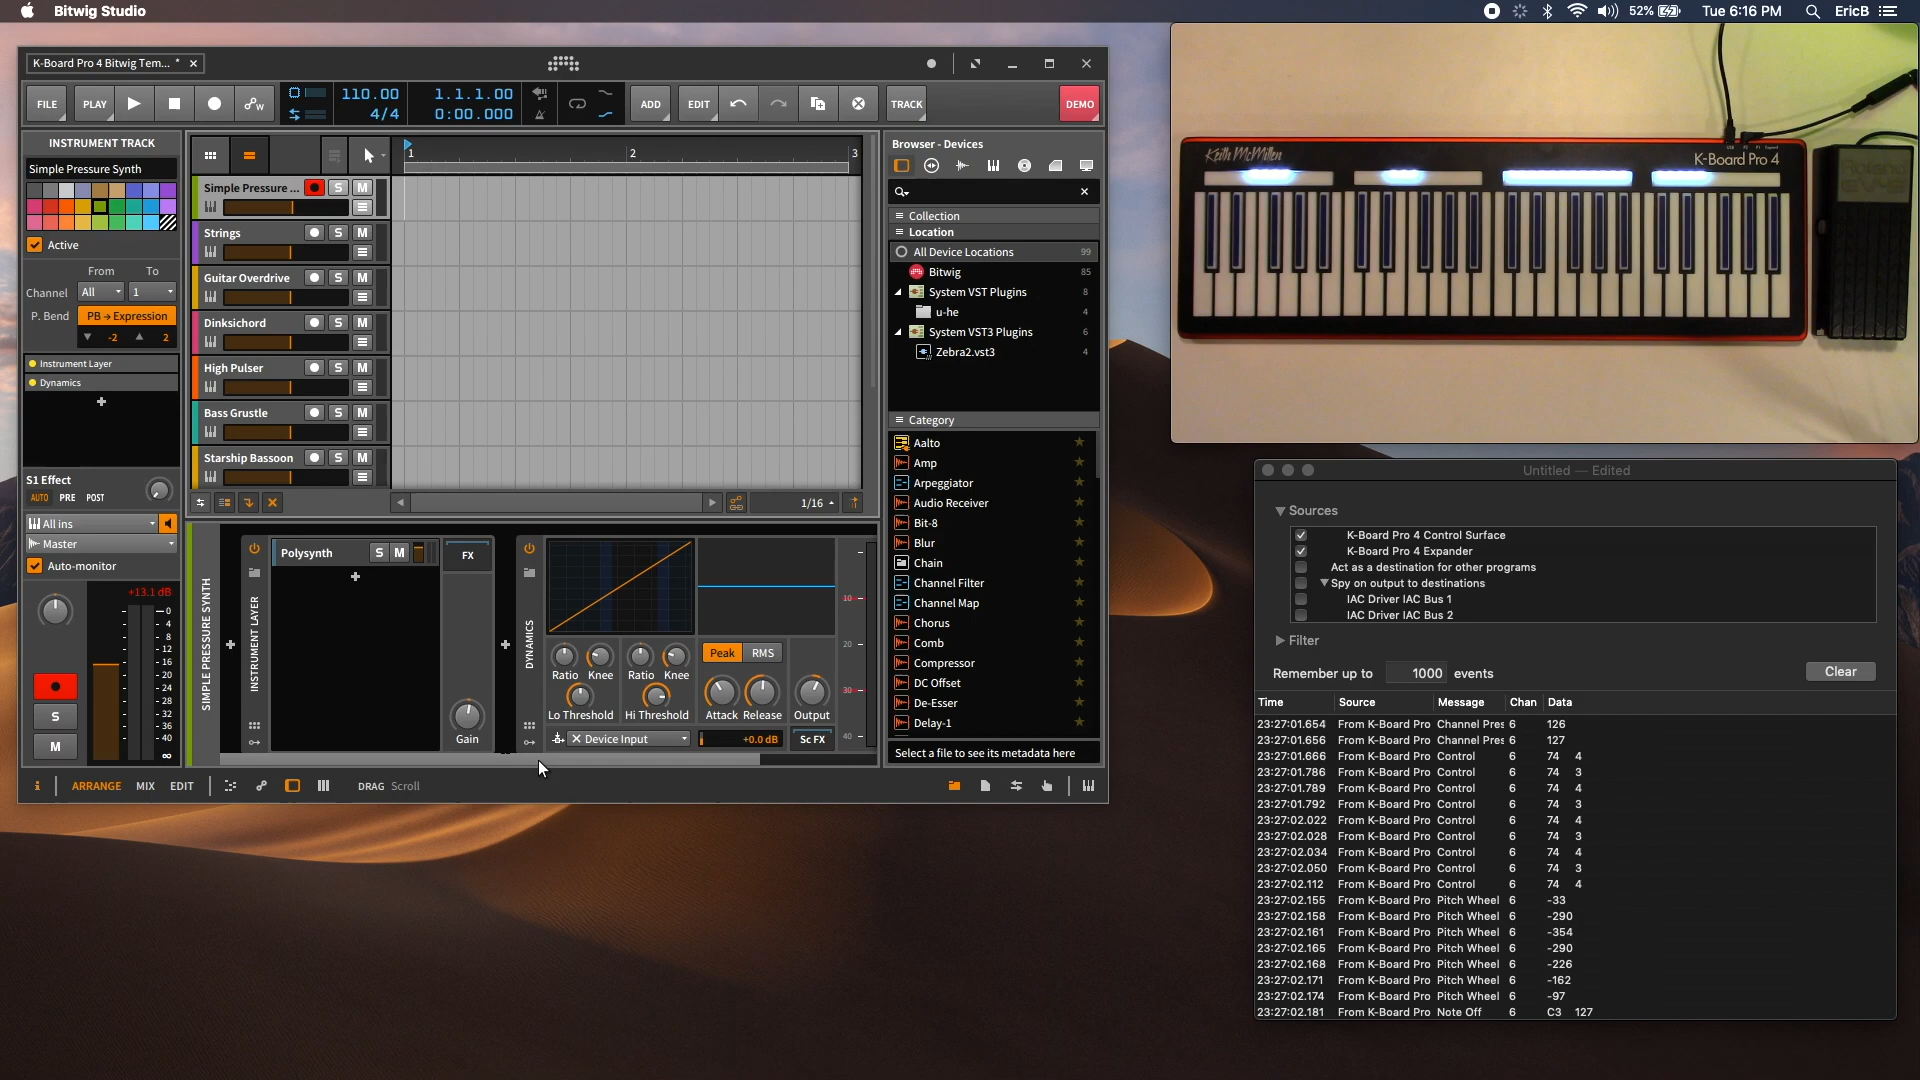 Bitwig Studio
52%
Tue 6:16 PM
EricB
K-Board Pro 4 Bitwig Tem... *
FILE
PLAY
110.00
4/4
1.1.1.00
0:00.000
ADD
EDIT
TRACK
DEMO
INSTRUMENT TRACK
Simple Pressure Synth
Active
From To
Channel All 1
P. Bend PB → Expression
-2 2
Instrument Layer
Dynamics
S1 Effect
AUTO PRE POST
All ins
Master
Auto-monitor
+13.1 dB
0
4
8
12
16
20
24
28
32
36
40
∞
S
M
1 2 3
Simple Pressure ... S M
Strings S M
Guitar Overdrive S M
Dinksichord S M
High Pulser S M
Bass Grustle S M
Starship Bassoon S M
1/16
SIMPLE PRESSURE SYNTH
INSTRUMENT LAYER
Polysynth S M
FX
Gain
DYNAMICS
Ratio Knee
Lo Threshold
Ratio Knee
Hi Threshold
Peak RMS
Attack Release
Output
Device Input
+0.0 dB
Sc FX
10
20
30
40
Browser - Devices
Collection
Location
All Device Locations 99
Bitwig 85
System VST Plugins 8
u-he 4
System VST3 Plugins 6
Zebra2.vst3 4
Category
Aalto
Amp
Arpeggiator
Audio Receiver
Bit-8
Blur
Chain
Channel Filter
Channel Map
Chorus
Comb
Compressor
DC Offset
De-Esser
Delay-1
Select a file to see its metadata here
i
ARRANGE MIX EDIT
DRAG Scroll
Keith McMillen
K-Board Pro 4
Roland
EV-5
Untitled — Edited
Sources
K-Board Pro 4 Control Surface
K-Board Pro 4 Expander
Act as a destination for other programs
Spy on output to destinations
IAC Driver IAC Bus 1
IAC Driver IAC Bus 2
Filter
Remember up to 1000 events
Clear
Time Source Message Chan Data
23:27:01.654 From K-Board Pro Channel Pres 6 126
23:27:01.656 From K-Board Pro Channel Pres 6 127
23:27:01.666 From K-Board Pro Control 6 74 4
23:27:01.786 From K-Board Pro Control 6 74 3
23:27:01.789 From K-Board Pro Control 6 74 4
23:27:01.792 From K-Board Pro Control 6 74 3
23:27:02.022 From K-Board Pro Control 6 74 4
23:27:02.028 From K-Board Pro Control 6 74 3
23:27:02.034 From K-Board Pro Control 6 74 4
23:27:02.050 From K-Board Pro Control 6 74 3
23:27:02.112 From K-Board Pro Control 6 74 4
23:27:02.155 From K-Board Pro Pitch Wheel 6 -33
23:27:02.158 From K-Board Pro Pitch Wheel 6 -290
23:27:02.161 From K-Board Pro Pitch Wheel 6 -354
23:27:02.165 From K-Board Pro Pitch Wheel 6 -290
23:27:02.168 From K-Board Pro Pitch Wheel 6 -226
23:27:02.171 From K-Board Pro Pitch Wheel 6 -162
23:27:02.174 From K-Board Pro Pitch Wheel 6 -97
23:27:02.181 From K-Board Pro Note Off 6 C3 127